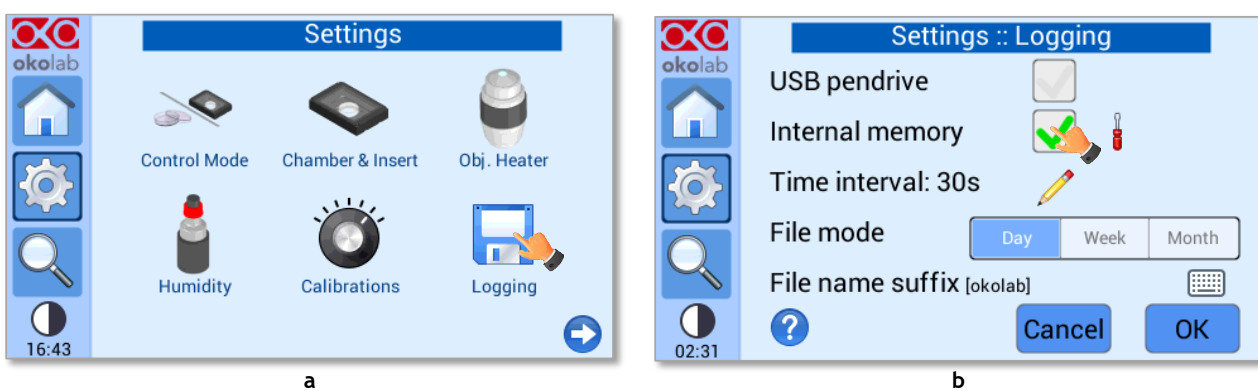 okolab
Settings
Control Mode
Chamber & Insert
Obj. Heater
Humidity
Calibrations
Logging
16:43
a
okolab
Settings :: Logging
USB pendrive
Internal memory
Time interval: 30s
File mode
Day
Week
Month
File name suffix [okolab]
?
Cancel
OK
02:31
b